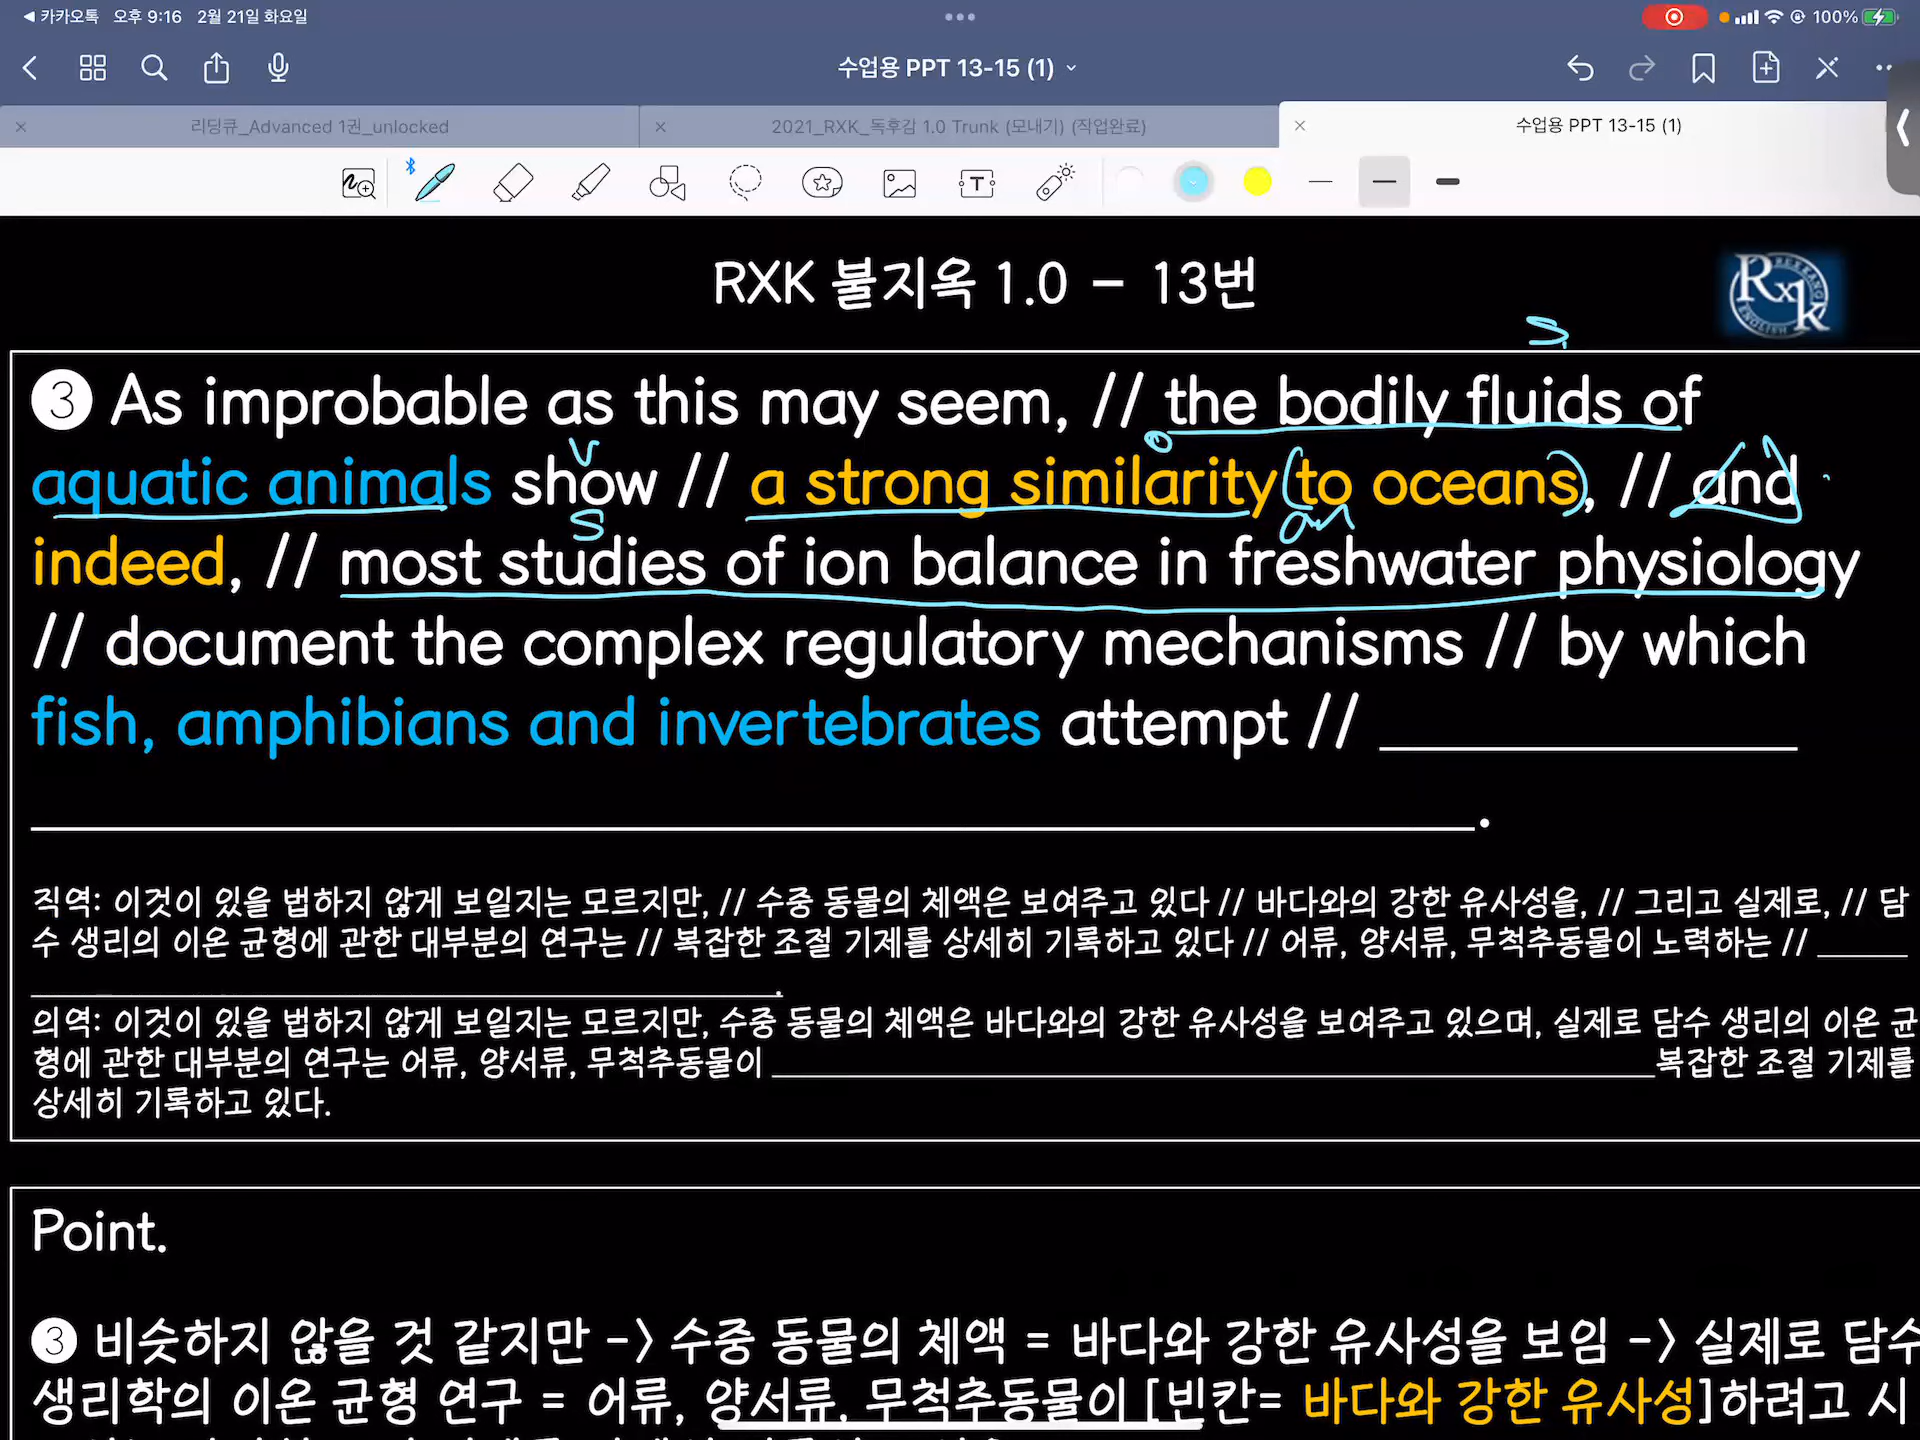 카카오톡 오후 9:16 2월 21일 화요일
100%
수업용 PPT 13-15 (1)
리딩큐_Advanced 1권_unlocked
2021_RXK_독후감 1.0 Trunk (모내기) (작업완료)
수업용 PPT 13-15 (1)
RXK 불지옥 1.0 – 13번
RxK
ENGLISH
S
③ As improbable as this may seem, // the bodily fluids of
V
O
aquatic animals show // a strong similarity (to oceans), // and
S
indeed, // most studies of ion balance in freshwater physiology
// document the complex regulatory mechanisms // by which
fish, amphibians and invertebrates attempt // ____________
____________.
직역: 이것이 있을 법하지 않게 보일지는 모르지만, // 수중 동물의 체액은 보여주고 있다 // 바다와의 강한 유사성을, // 그리고 실제로, // 담
수 생리의 이온 균형에 관한 대부분의 연구는 // 복잡한 조절 기제를 상세히 기록하고 있다 // 어류, 양서류, 무척추동물이 노력하는 // ____
____________.
의역: 이것이 있을 법하지 않게 보일지는 모르지만, 수중 동물의 체액은 바다와의 강한 유사성을 보여주고 있으며, 실제로 담수 생리의 이온 균
형에 관한 대부분의 연구는 어류, 양서류, 무척추동물이 ____________ 복잡한 조절 기제를
상세히 기록하고 있다.
Point.
③ 비슷하지 않을 것 같지만 -> 수중 동물의 체액 = 바다와 강한 유사성을 보임 -> 실제로 담수
생리학의 이온 균형 연구 = 어류, 양서류, 무척추동물이 [빈칸= 바다와 강한 유사성]하려고 시